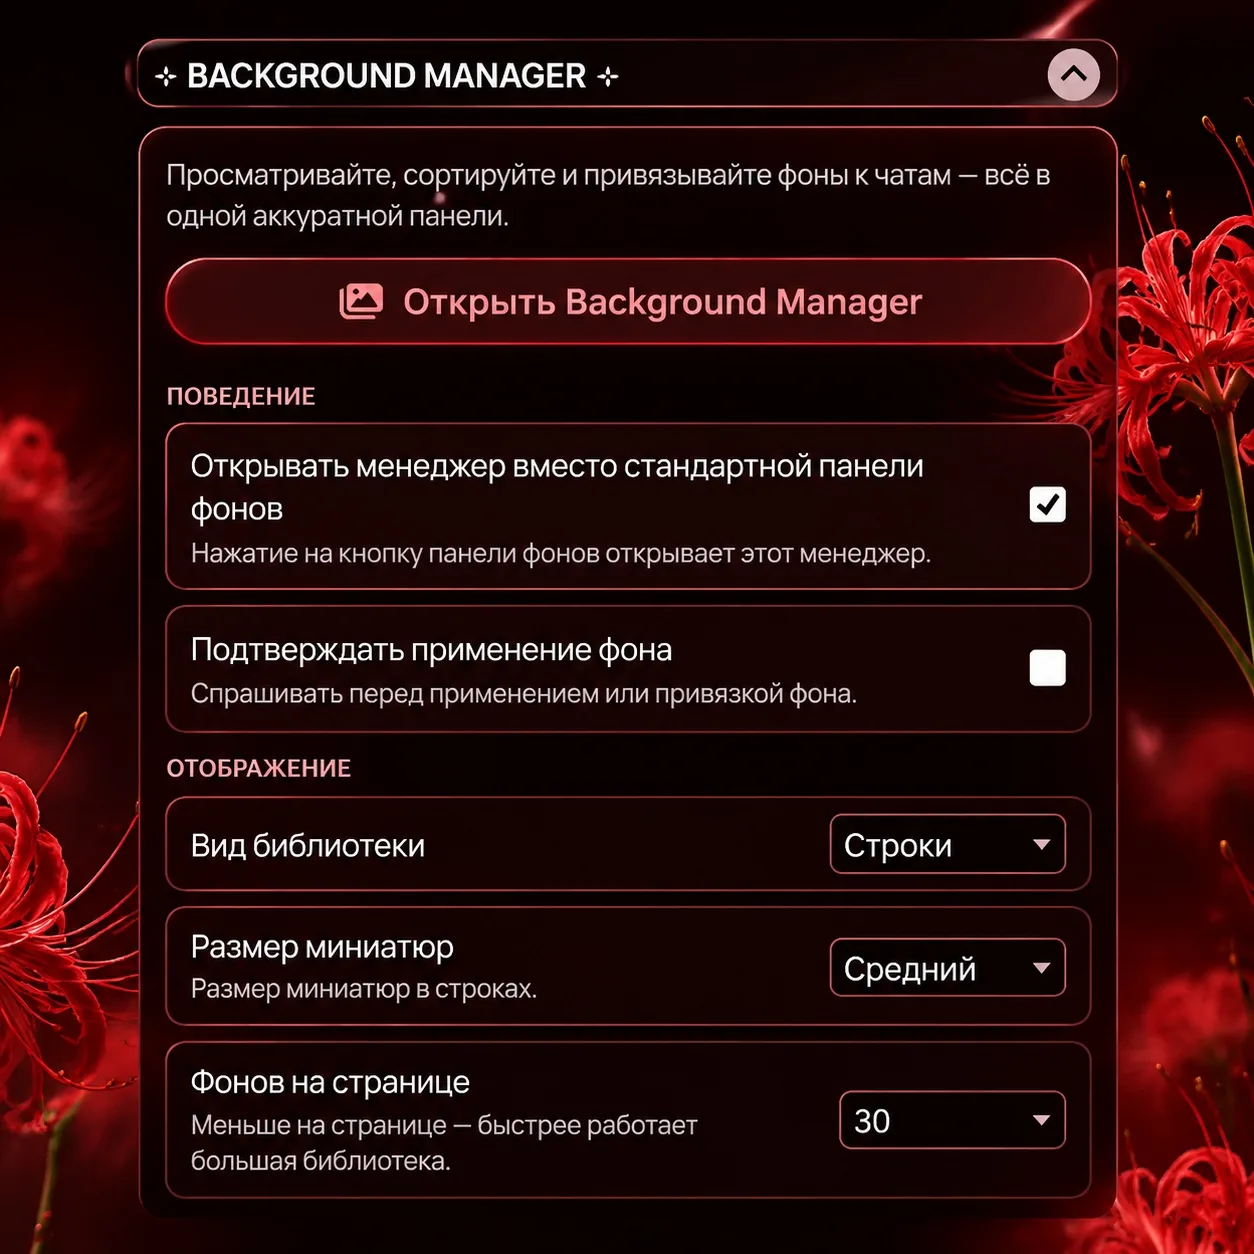 BACKGROUND MANAGER
Просматривайте, сортируйте и привязывайте фоны к чатам — всё в
одной аккуратной панели.
Открыть Background Manager
ПОВЕДЕНИЕ
Открывать менеджер вместо стандартной панели
фонов
Нажатие на кнопку панели фонов открывает этот менеджер.
Подтверждать применение фона
Спрашивать перед применением или привязкой фона.
ОТОБРАЖЕНИЕ
Вид библиотеки
Строки
Размер миниатюр
Размер миниатюр в строках.
Средний
Фонов на странице
Меньше на странице — быстрее работает
большая библиотека.
30